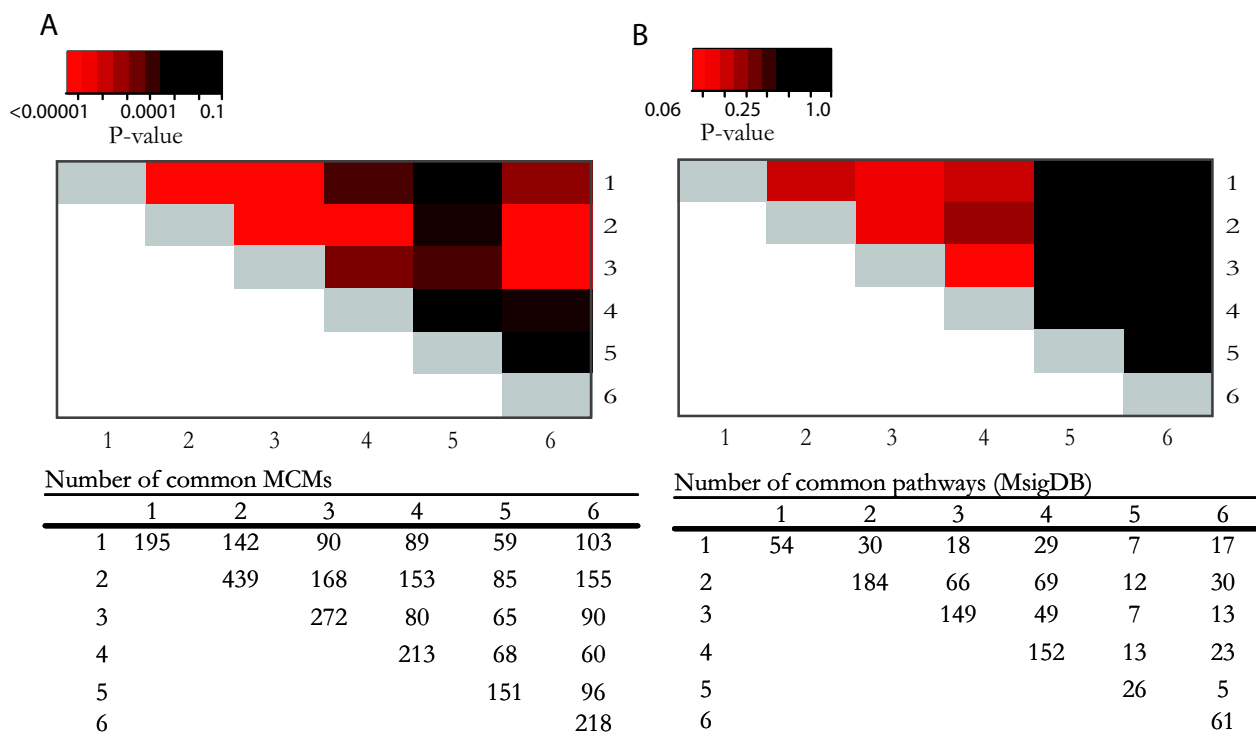 A
<0.00001 0.0001 0.1
P-value
1
2
3
4
5
6
1 2 3 4 5 6
Number of common MCMs
1 2 3 4 5 6
1 195 142 90 89 59 103
2 439 168 153 85 155
3 272 80 65 90
4 213 68 60
5 151 96
6 218
B
0.06 0.25 1.0
P-value
1
2
3
4
5
6
1 2 3 4 5 6
Number of common pathways (MsigDB)
1 2 3 4 5 6
1 54 30 18 29 7 17
2 184 66 69 12 30
3 149 49 7 13
4 152 13 23
5 26 5
6 61